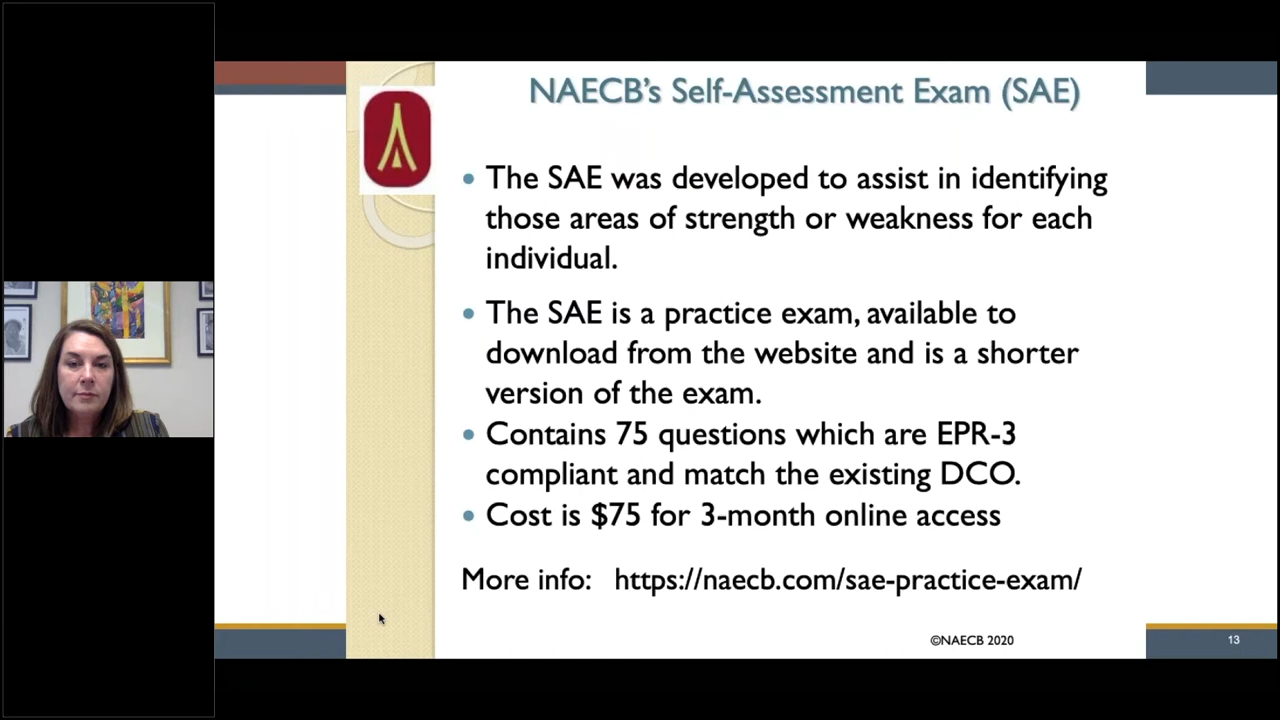 NAECB's Self-Assessment Exam (SAE)
• The SAE was developed to assist in identifying
those areas of strength or weakness for each
individual.
• The SAE is a practice exam, available to
download from the website and is a shorter
version of the exam.
• Contains 75 questions which are EPR-3
compliant and match the existing DCO.
• Cost is $75 for 3-month online access
More info: https://naecb.com/sae-practice-exam/
©NAECB 2020
13